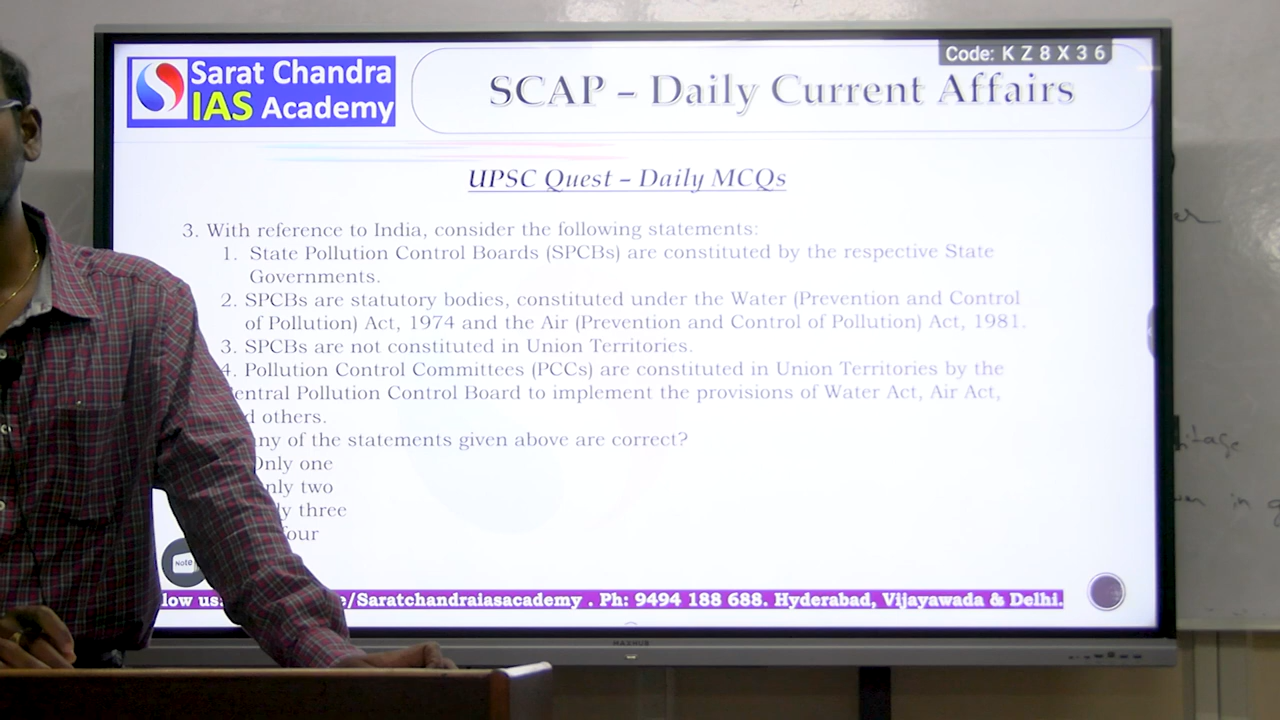 Code: K Z 8 X 3 6
Sarat Chandra
IAS Academy
SCAP – Daily Current Affairs
UPSC Quest – Daily MCQs
3. With reference to India, consider the following statements:
1. State Pollution Control Boards (SPCBs) are constituted by the respective State
Governments.
2. SPCBs are statutory bodies, constituted under the Water (Prevention and Control
of Pollution) Act, 1974 and the Air (Prevention and Control of Pollution) Act, 1981.
3. SPCBs are not constituted in Union Territories.
4. Pollution Control Committees (PCCs) are constituted in Union Territories by the
entral Pollution Control Board to implement the provisions of Water Act, Air Act,
d others.
ny of the statements given above are correct?
Only one
nly two
ly three
four
Note
low us: e/Saratchandraiasacademy . Ph: 9494 188 688. Hyderabad, Vijayawada & Delhi.
MAXHUB